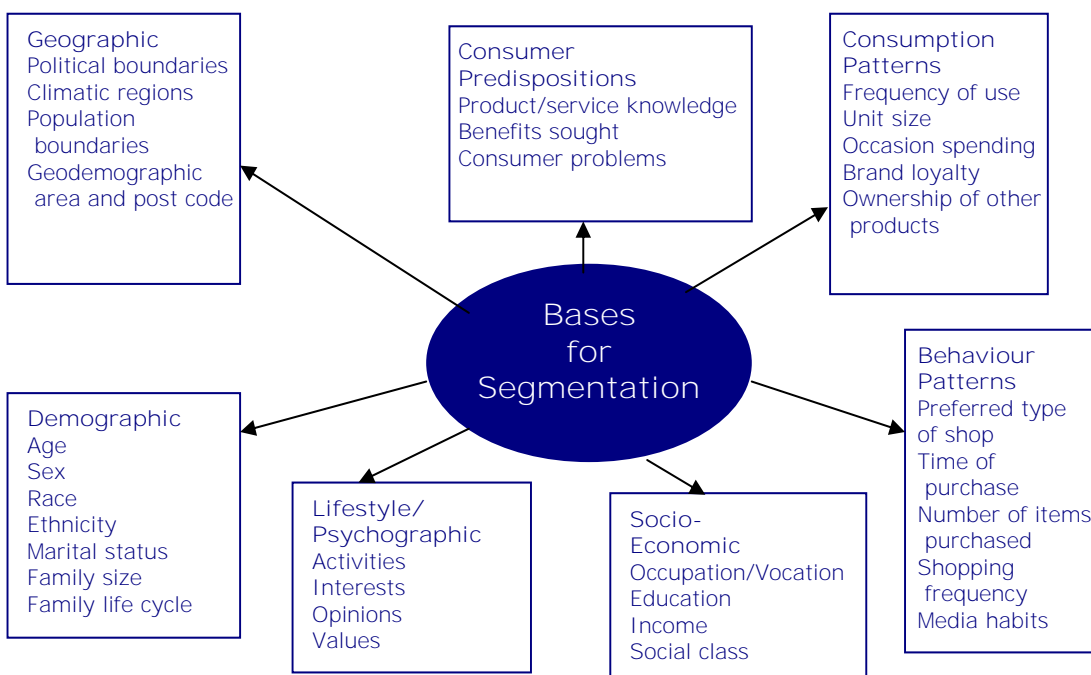 Geographic
Political boundaries
Climatic regions
Population
boundaries
Geodemographic
area and post code
Consumer
Predispositions
Product/service knowledge
Benefits sought
Consumer problems
Consumption
Patterns
Frequency of use
Unit size
Occasion spending
Brand loyalty
Ownership of other
products
Bases
for
Segmentation
Demographic
Age
Sex
Race
Ethnicity
Marital status
Family size
Family life cycle
Lifestyle/
Psychographic
Activities
Interests
Opinions
Values
Socio-
Economic
Occupation/Vocation
Education
Income
Social class
Behaviour
Patterns
Preferred type
of shop
Time of
purchase
Number of items
purchased
Shopping
frequency
Media habits